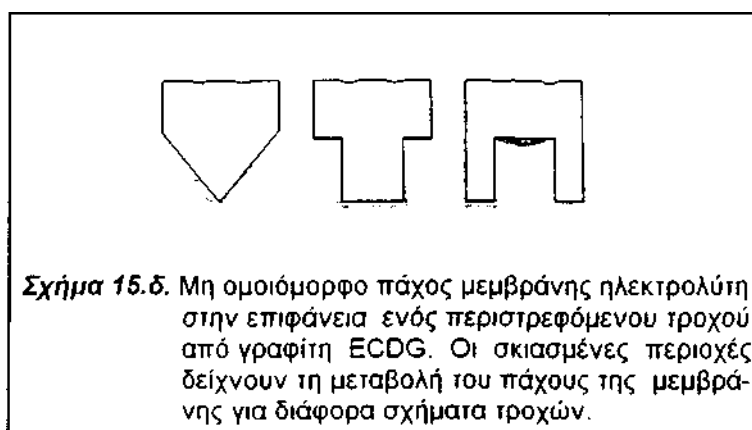 Σχήμα 15.δ. Μη ομοιόμορφο πάχος μεμβράνης ηλεκτρολύτη
στην επιφάνεια ενός περιστρεφόμενου τροχού
από γραφίτη ECDG. Οι σκιασμένες περιοχές
δείχνουν τη μεταβολή του πάχους της μεμβρά-
νης για διάφορα σχήματα τροχών.